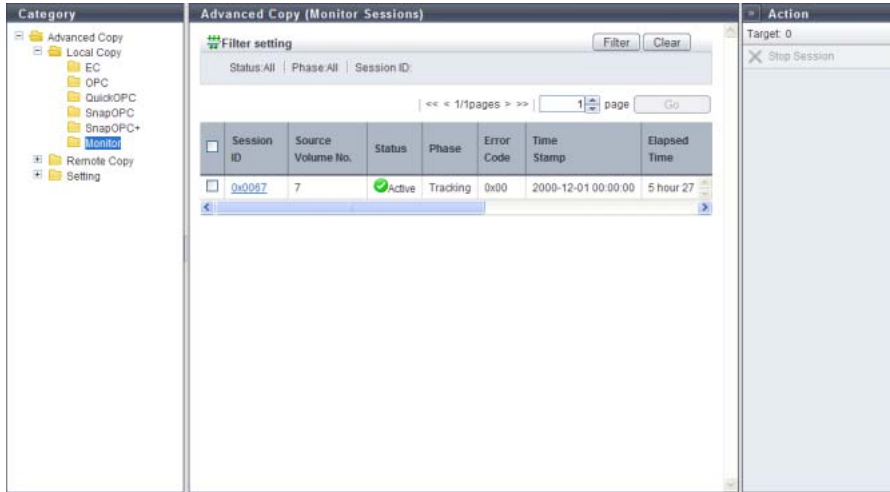 Category
Advanced Copy
Local Copy
EC
OPC
QuickOPC
SnapOPC
SnapOPC+
Monitor
Remote Copy
Setting
Advanced Copy (Monitor Sessions)
Filter setting
Filter Clear
Status:All | Phase:All | Session ID:
| << < 1/1pages > >> | 1 page Go
Session ID Source Volume No. Status Phase Error Code Time Stamp Elapsed Time
0x0067 7 Active Tracking 0x00 2000-12-01 00:00:00 5 hour 27
» Action
Target: 0
Stop Session